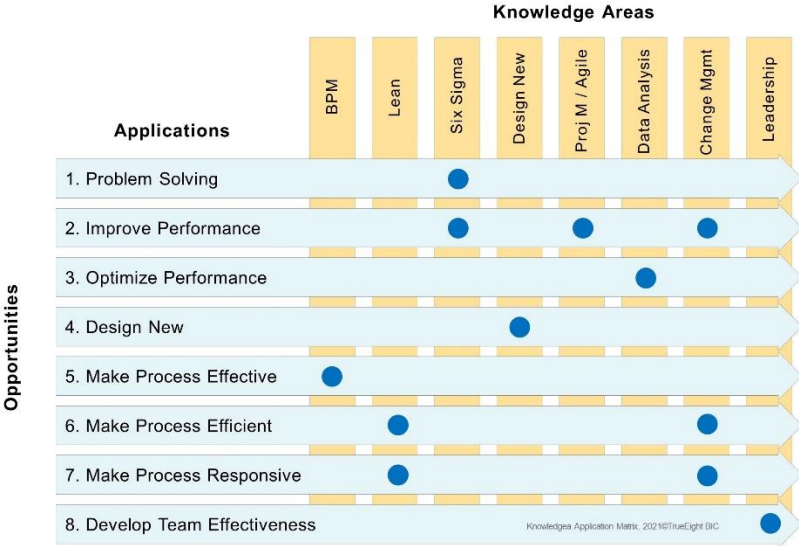 Knowledge Areas
BPM
Lean
Six Sigma
Design New
Proj M / Agile
Data Analysis
Change Mgmt
Leadership
Applications
Opportunities
1. Problem Solving
2. Improve Performance
3. Optimize Performance
4. Design New
5. Make Process Effective
6. Make Process Efficient
7. Make Process Responsive
8. Develop Team Effectiveness
Knowledgea Application Matrix, 2021©TrueEight BIC